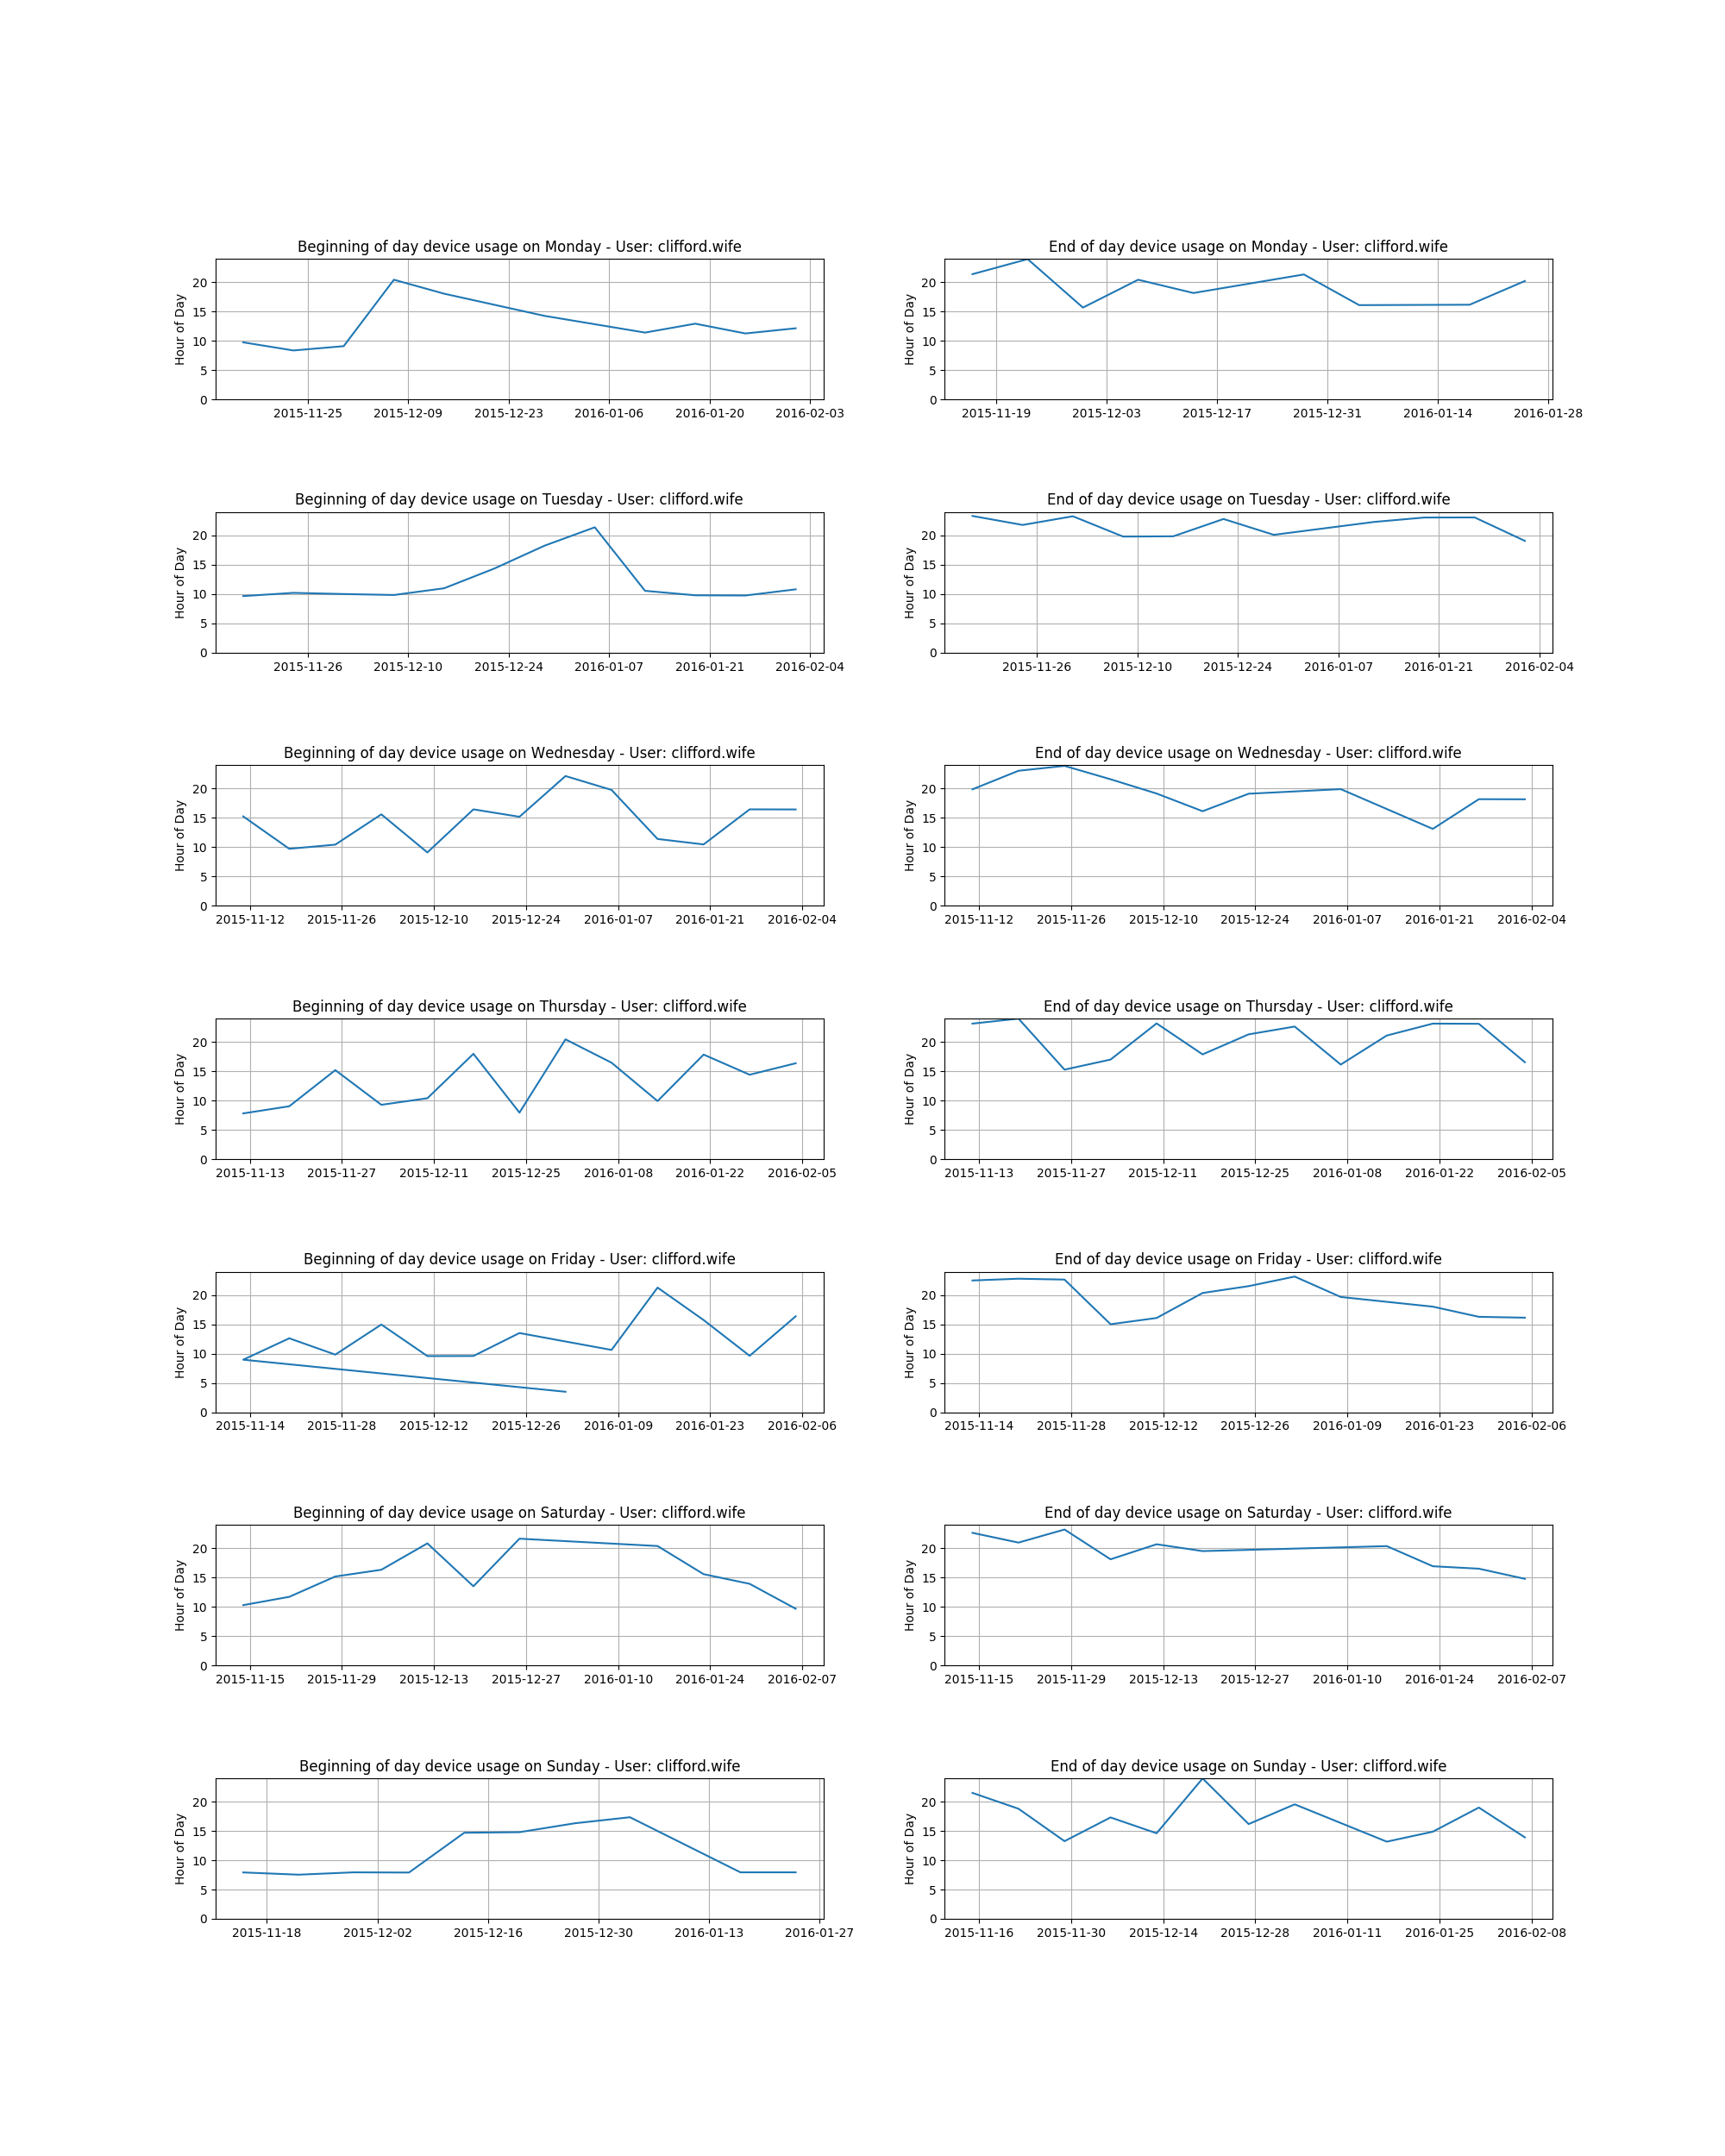 Beginning of day device usage on Monday - User: clifford.wife
Hour of Day
20
15
10
5
0
2015-11-25 2015-12-09 2015-12-23 2016-01-06 2016-01-20 2016-02-03
End of day device usage on Monday - User: clifford.wife
Hour of Day
20
15
10
5
0
2015-11-19 2015-12-03 2015-12-17 2015-12-31 2016-01-14 2016-01-28
Beginning of day device usage on Tuesday - User: clifford.wife
Hour of Day
20
15
10
5
0
2015-11-26 2015-12-10 2015-12-24 2016-01-07 2016-01-21 2016-02-04
End of day device usage on Tuesday - User: clifford.wife
Hour of Day
20
15
10
5
0
2015-11-26 2015-12-10 2015-12-24 2016-01-07 2016-01-21 2016-02-04
Beginning of day device usage on Wednesday - User: clifford.wife
Hour of Day
20
15
10
5
0
2015-11-12 2015-11-26 2015-12-10 2015-12-24 2016-01-07 2016-01-21 2016-02-04
End of day device usage on Wednesday - User: clifford.wife
Hour of Day
20
15
10
5
0
2015-11-12 2015-11-26 2015-12-10 2015-12-24 2016-01-07 2016-01-21 2016-02-04
Beginning of day device usage on Thursday - User: clifford.wife
Hour of Day
20
15
10
5
0
2015-11-13 2015-11-27 2015-12-11 2015-12-25 2016-01-08 2016-01-22 2016-02-05
End of day device usage on Thursday - User: clifford.wife
Hour of Day
20
15
10
5
0
2015-11-13 2015-11-27 2015-12-11 2015-12-25 2016-01-08 2016-01-22 2016-02-05
Beginning of day device usage on Friday - User: clifford.wife
Hour of Day
20
15
10
5
0
2015-11-14 2015-11-28 2015-12-12 2015-12-26 2016-01-09 2016-01-23 2016-02-06
End of day device usage on Friday - User: clifford.wife
Hour of Day
20
15
10
5
0
2015-11-14 2015-11-28 2015-12-12 2015-12-26 2016-01-09 2016-01-23 2016-02-06
Beginning of day device usage on Saturday - User: clifford.wife
Hour of Day
20
15
10
5
0
2015-11-15 2015-11-29 2015-12-13 2015-12-27 2016-01-10 2016-01-24 2016-02-07
End of day device usage on Saturday - User: clifford.wife
Hour of Day
20
15
10
5
0
2015-11-15 2015-11-29 2015-12-13 2015-12-27 2016-01-10 2016-01-24 2016-02-07
Beginning of day device usage on Sunday - User: clifford.wife
Hour of Day
20
15
10
5
0
2015-11-18 2015-12-02 2015-12-16 2015-12-30 2016-01-13 2016-01-27
End of day device usage on Sunday - User: clifford.wife
Hour of Day
20
15
10
5
0
2015-11-16 2015-11-30 2015-12-14 2015-12-28 2016-01-11 2016-01-25 2016-02-08